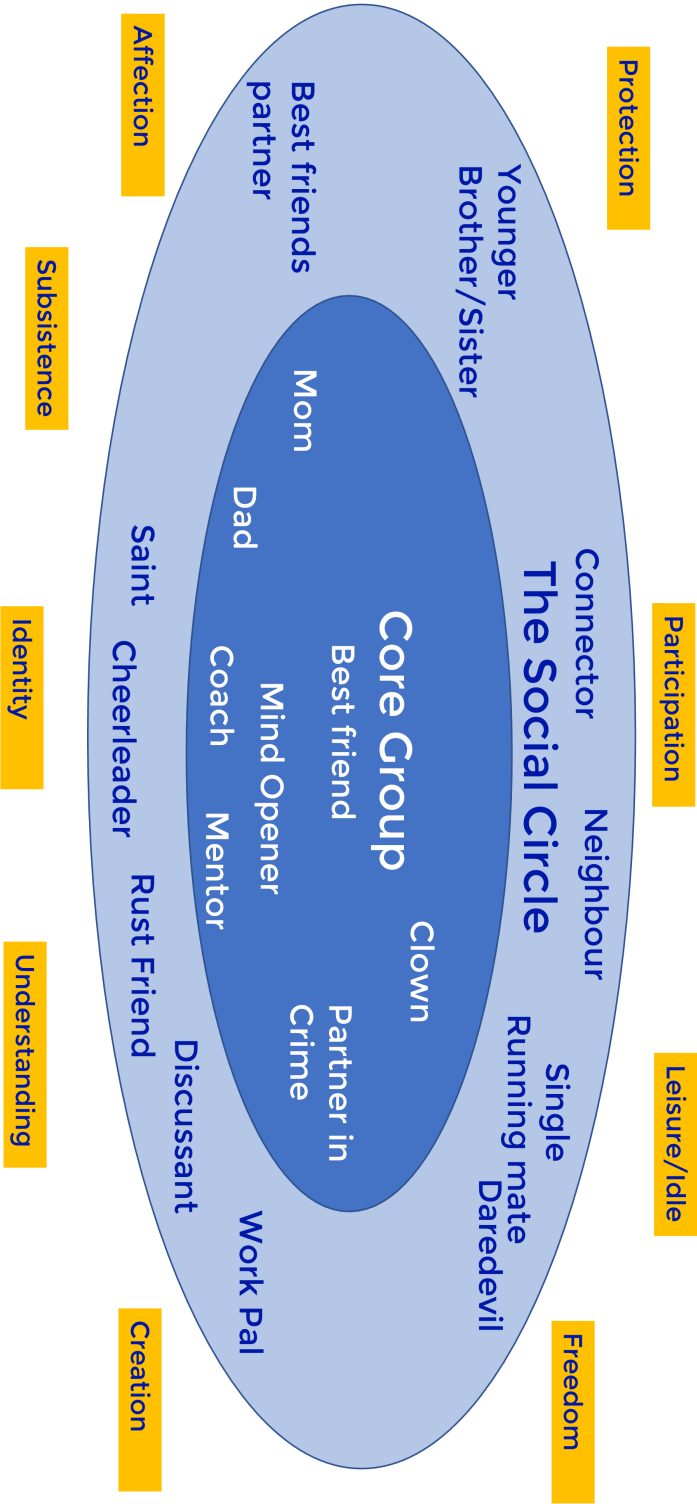 Protection
Participation
Leisure/Idle
Freedom
Connector
Neighbour
The Social Circle
Single
Running mate
Daredevil
Younger
Brother/Sister
Core Group
Clown
Best friend
Partner in
Crime
Mom
Mind Opener
Dad
Coach
Mentor
Best friends
partner
Work Pal
Discussant
Saint
Cheerleader
Rust Friend
Affection
Subsistence
Identity
Understanding
Creation